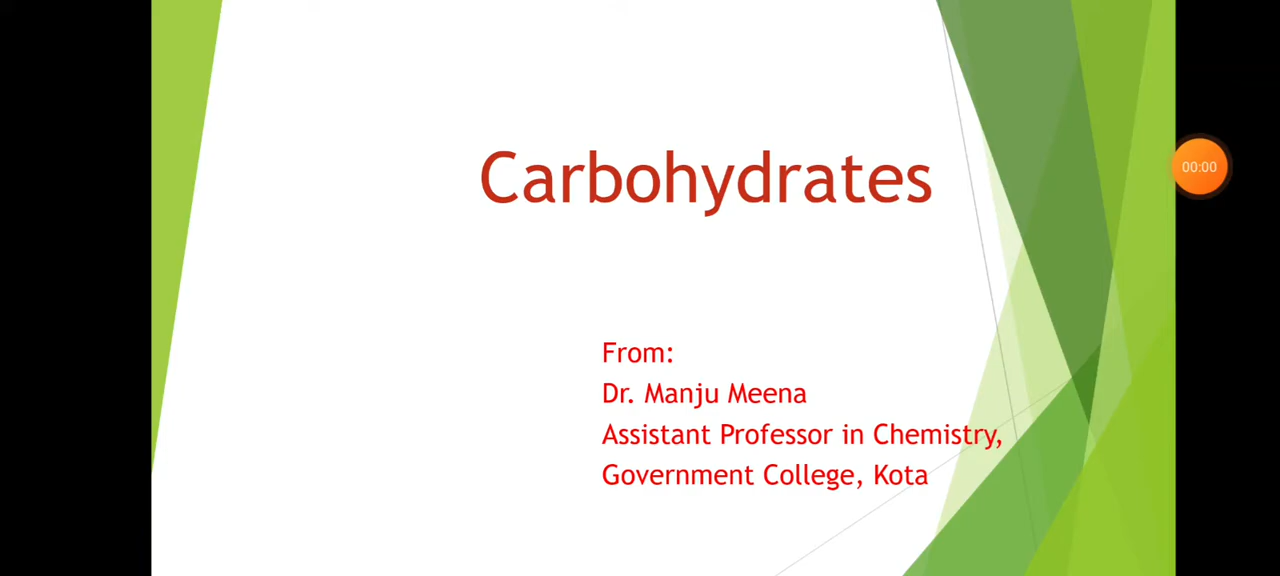 Carbohydrates
00:00
From:
Dr. Manju Meena
Assistant Professor in Chemistry,
Government College, Kota